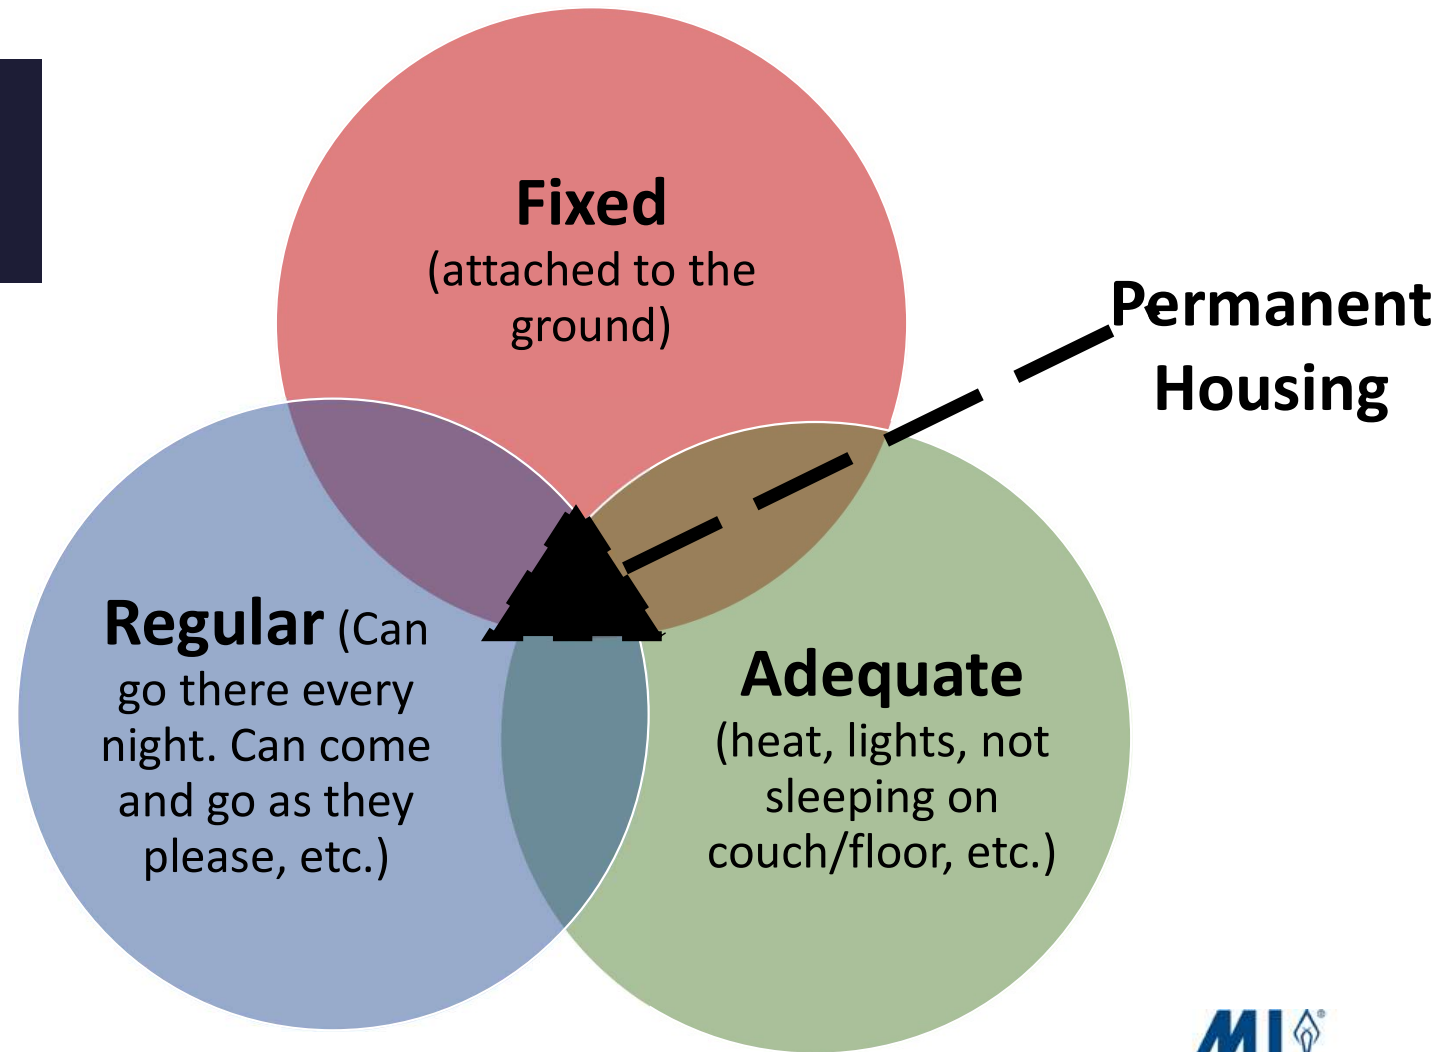 Fixed
(attached to the
ground)
Permanent
Housing
Regular (Can
go there every
night. Can come
and go as they
please, etc.)
Adequate
(heat, lights, not
sleeping on
couch/floor, etc.)
MI